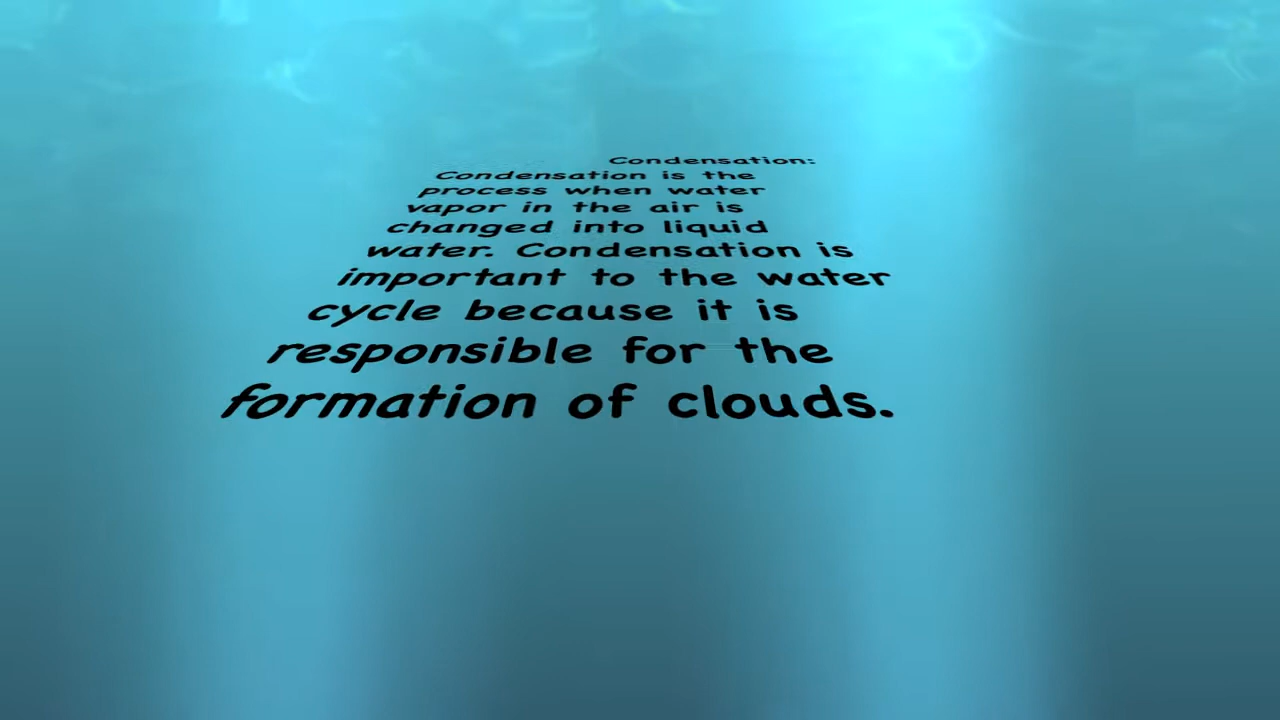 Condensation:
Condensation is the
process when water
vapor in the air is
changed into liquid
water. Condensation is
important to the water
cycle because it is
responsible for the
formation of clouds.